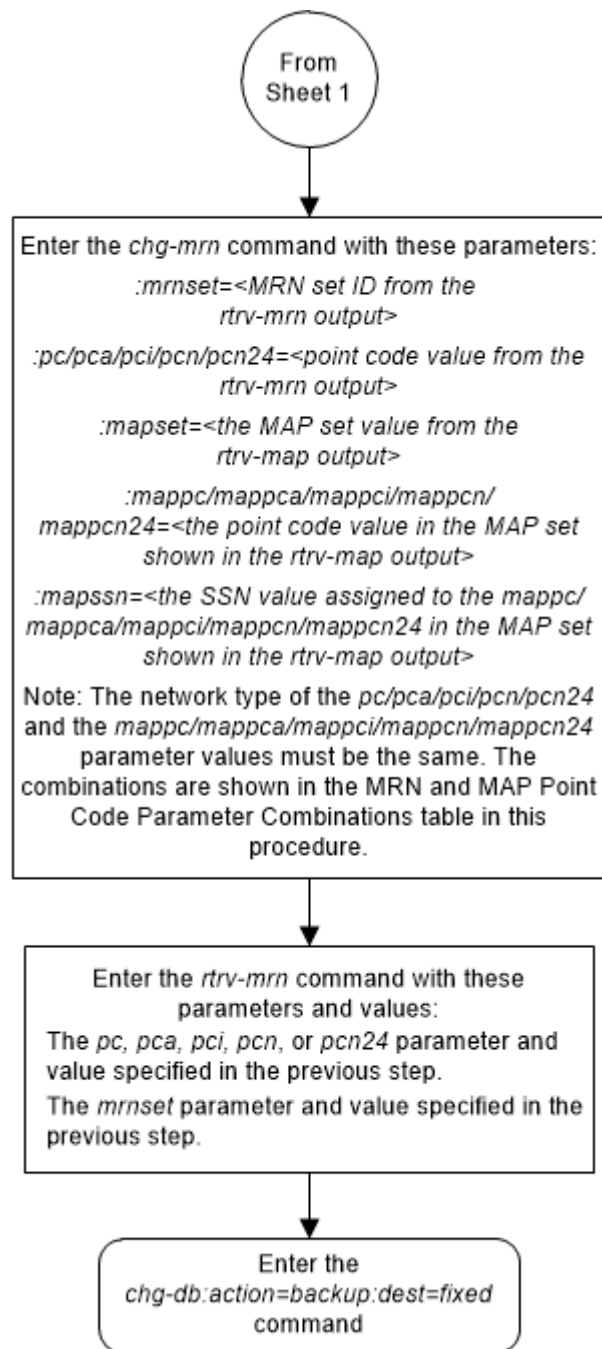 From
Sheet 1
Enter the chg-mrn command with these parameters:
:mrnset=<MRN set ID from the
rtrv-mrn output>
:pc/pca/pci/pcn/pcn24=<point code value from the
rtrv-mrn output>
:mapset=<the MAP set value from the
rtrv-map output>
:mappc/mappca/mappci/mappcn/
mappcn24=<the point code value in the MAP set
shown in the rtrv-map output>
:mapssn=<the SSN value assigned to the mappc/
mappca/mappci/mappcn/mappcn24 in the MAP set
shown in the rtrv-map output>
Note: The network type of the pc/pca/pci/pcn/pcn24
and the mappc/mappca/mappci/mappcn/mappcn24
parameter values must be the same. The
combinations are shown in the MRN and MAP Point
Code Parameter Combinations table in this
procedure.
Enter the rtrv-mrn command with these
parameters and values:
The pc, pca, pci, pcn, or pcn24 parameter and
value specified in the previous step.
The mrnset parameter and value specified in the
previous step.
Enter the
chg-db:action=backup:dest=fixed
command